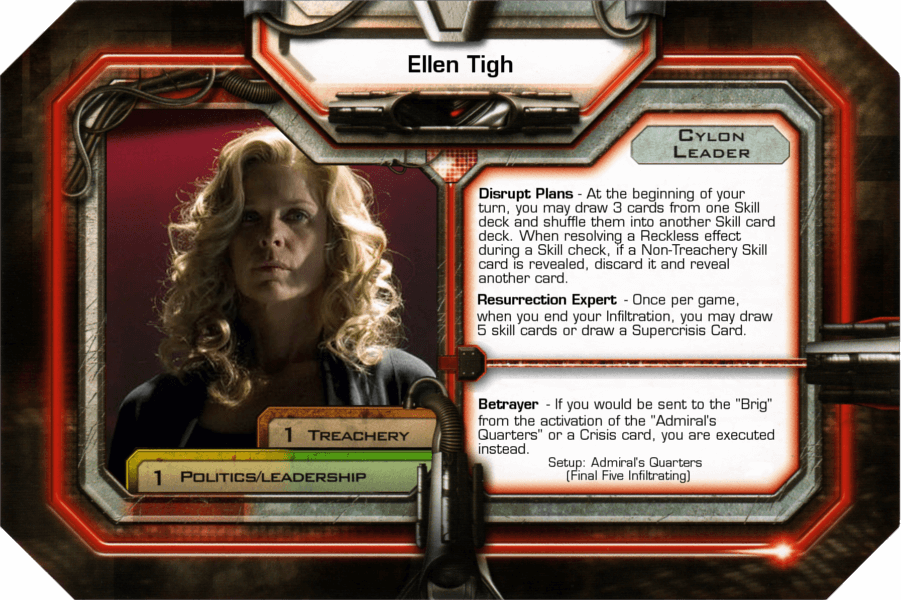 Ellen Tigh
CYLON
LEADER
Disrupt Plans - At the beginning of your
turn, you may draw 3 cards from one Skill
deck and shuffle them into another Skill card
deck. When resolving a Reckless effect
during a Skill check, if a Non-Treachery Skill
card is revealed, discard it and reveal
another card.
Resurrection Expert - Once per game,
when you end your Infiltration, you may draw
5 skill cards or draw a Supercrisis Card.
Betrayer - If you would be sent to the "Brig"
from the activation of the "Admiral's
Quarters" or a Crisis card, you are executed
instead.
Setup: Admiral's Quarters
(Final Five Infiltrating)
1 TREACHERY
1 POLITICS/LEADERSHIP